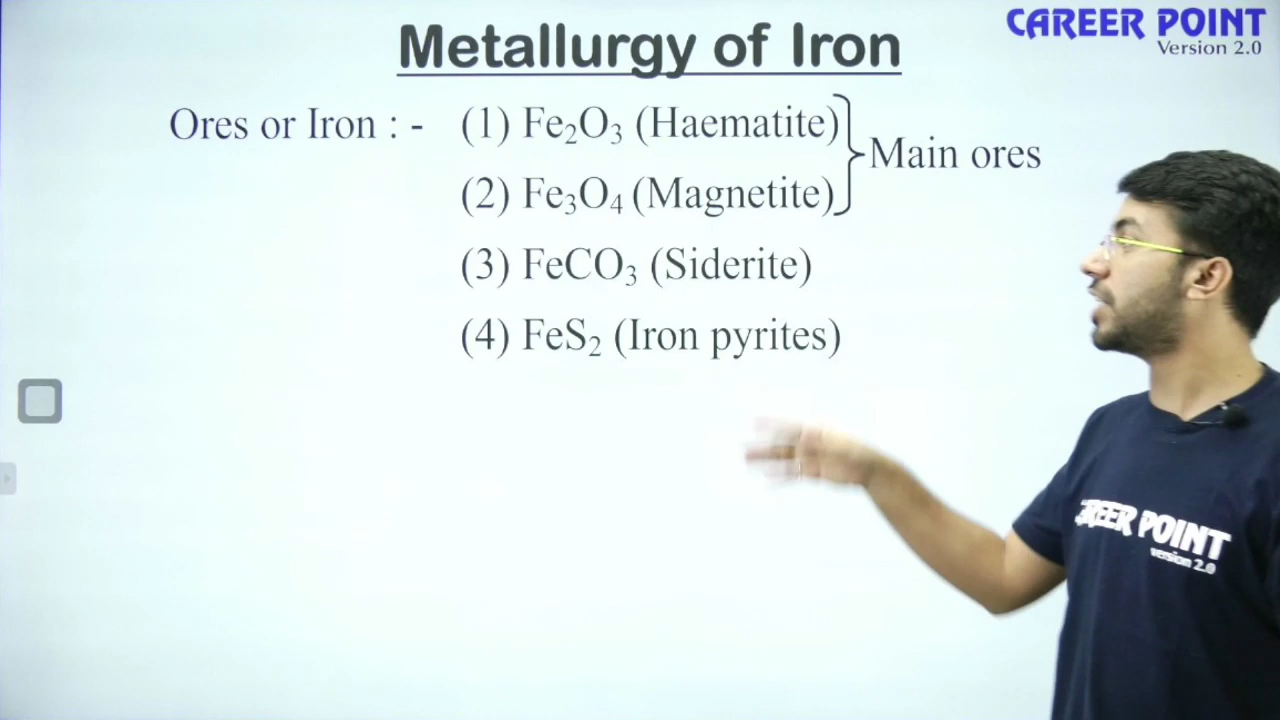 Metallurgy of Iron
CAREER POINT
Version 2.0
Ores or Iron : - (1) Fe₂O₃ (Haematite)
Main ores
(2) Fe₃O₄ (Magnetite)
(3) FeCO₃ (Siderite)
(4) FeS₂ (Iron pyrites)
CAREER POINT
version 2.0